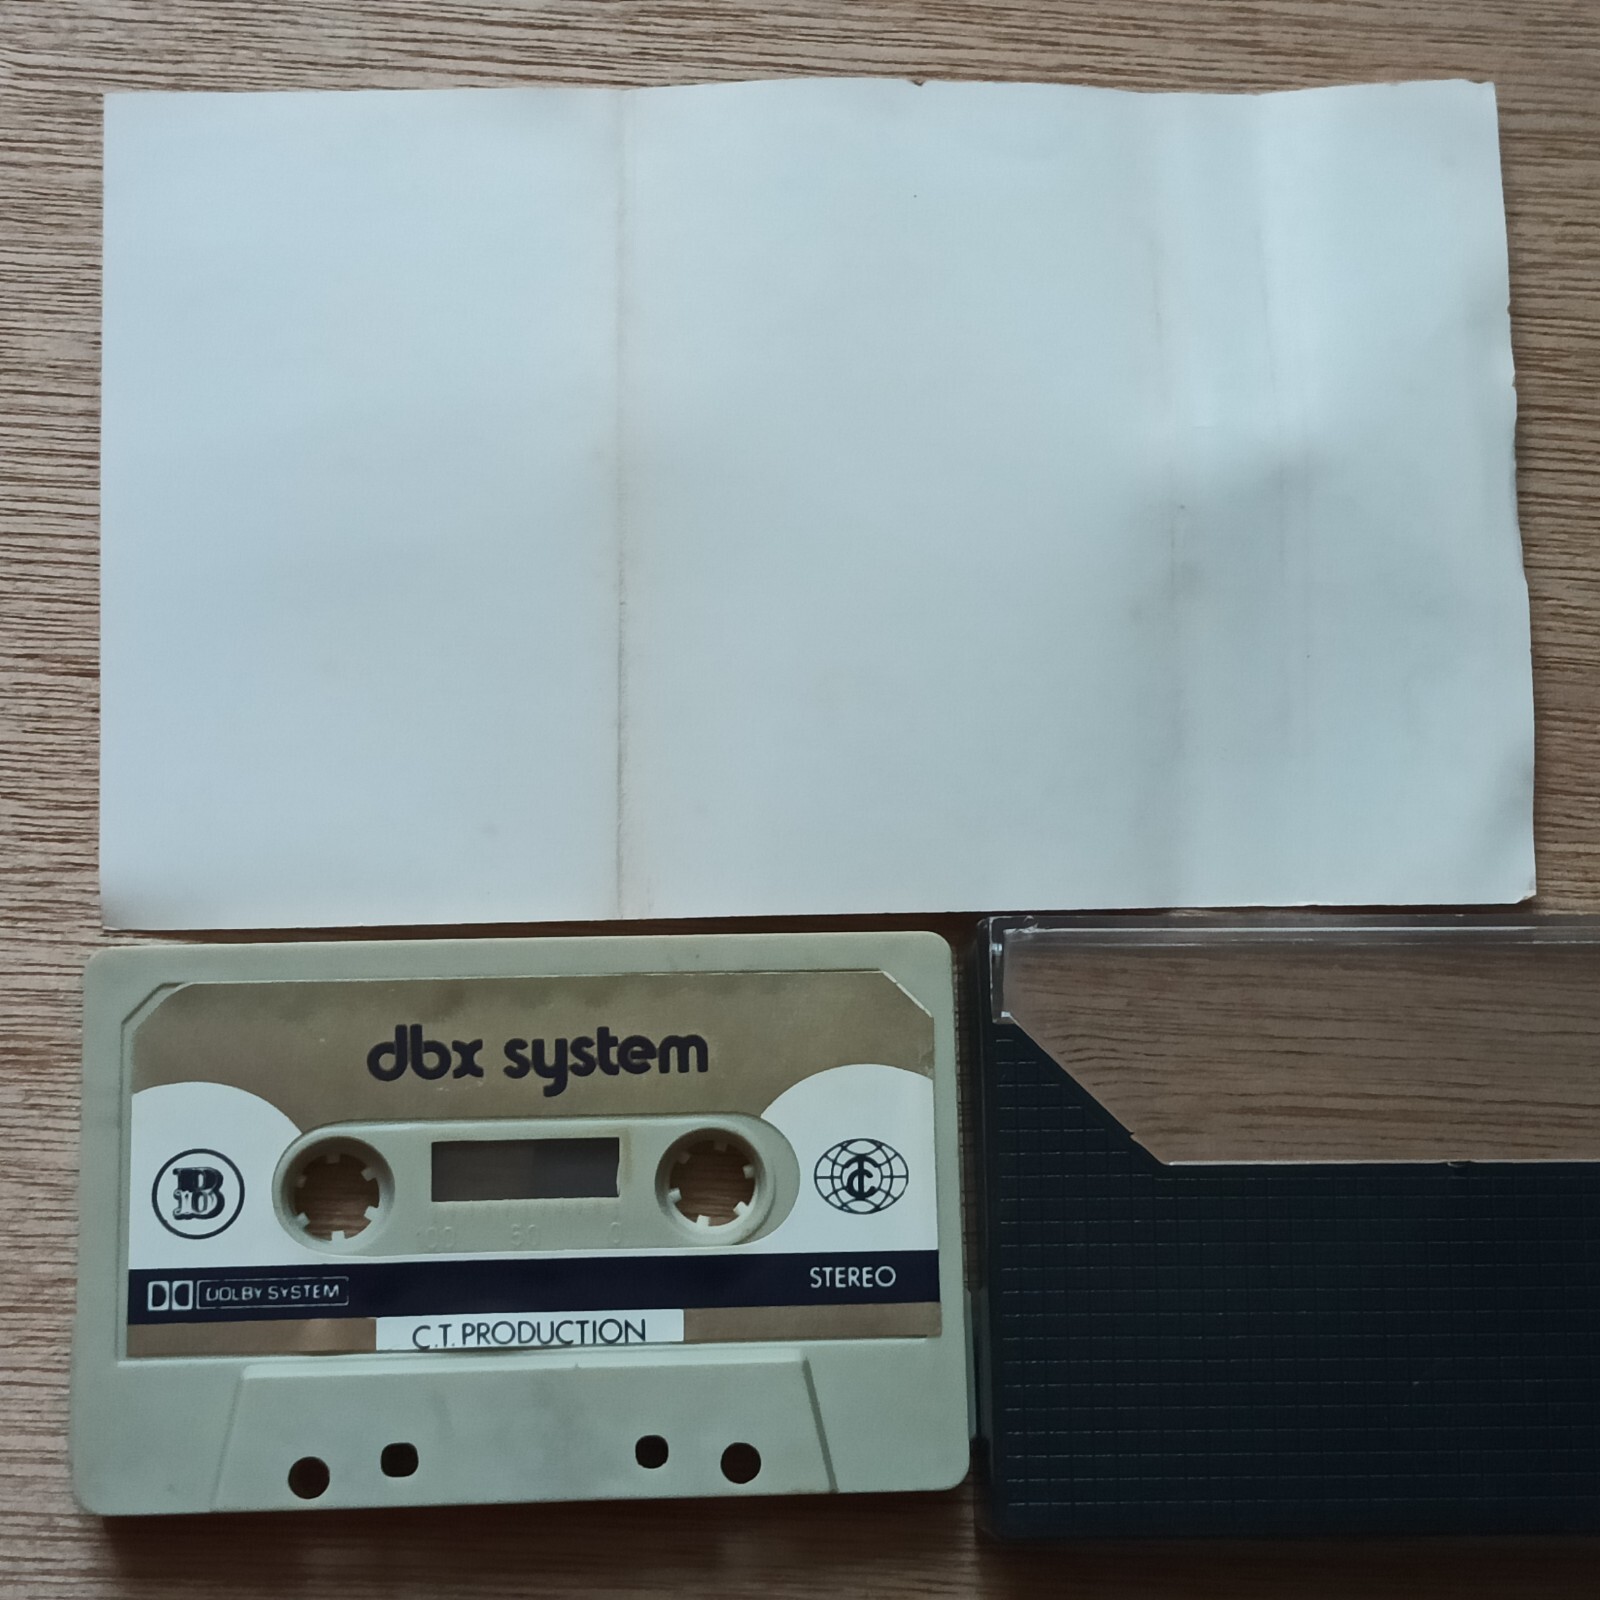 dbx system
B
100 50 0
DOLBY SYSTEM
STEREO
C.T. PRODUCTION